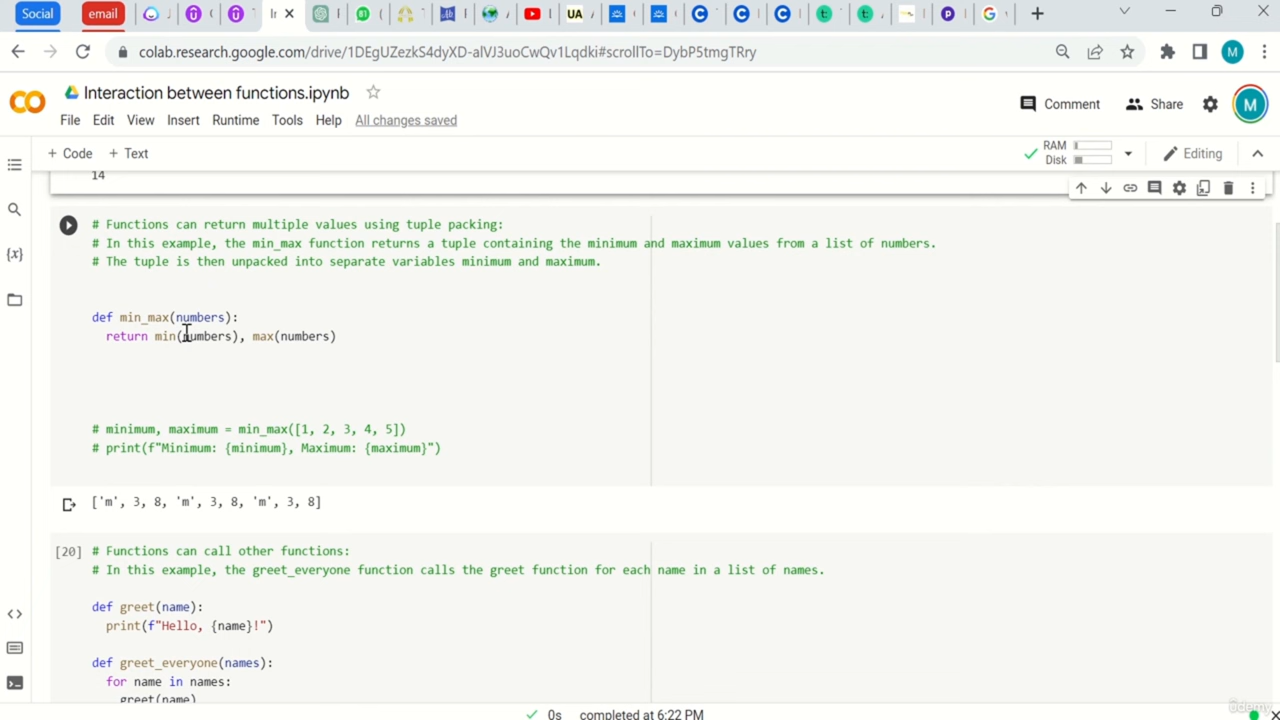 Social
email
colab.research.google.com/drive/1DEgUZezkS4dyXD-alVJ3uoCwQv1Lqdki#scrollTo=DybP5tmgTRry
M
CO
Interaction between functions.ipynb
Comment
Share
M
File Edit View Insert Runtime Tools Help All changes saved
+ Code + Text
RAM
Disk
Editing
14
# Functions can return multiple values using tuple packing:
# In this example, the min_max function returns a tuple containing the minimum and maximum values from a list of numbers.
# The tuple is then unpacked into separate variables minimum and maximum.
def min_max(numbers):
return min(numbers), max(numbers)
# minimum, maximum = min_max([1, 2, 3, 4, 5])
# print(f"Minimum: {minimum}, Maximum: {maximum}")
['m', 3, 8, 'm', 3, 8, 'm', 3, 8]
[20]
# Functions can call other functions:
# In this example, the greet_everyone function calls the greet function for each name in a list of names.
def greet(name):
print(f"Hello, {name}!")
def greet_everyone(names):
for name in names:
greet(name)
0s completed at 6:22 PM
udemy